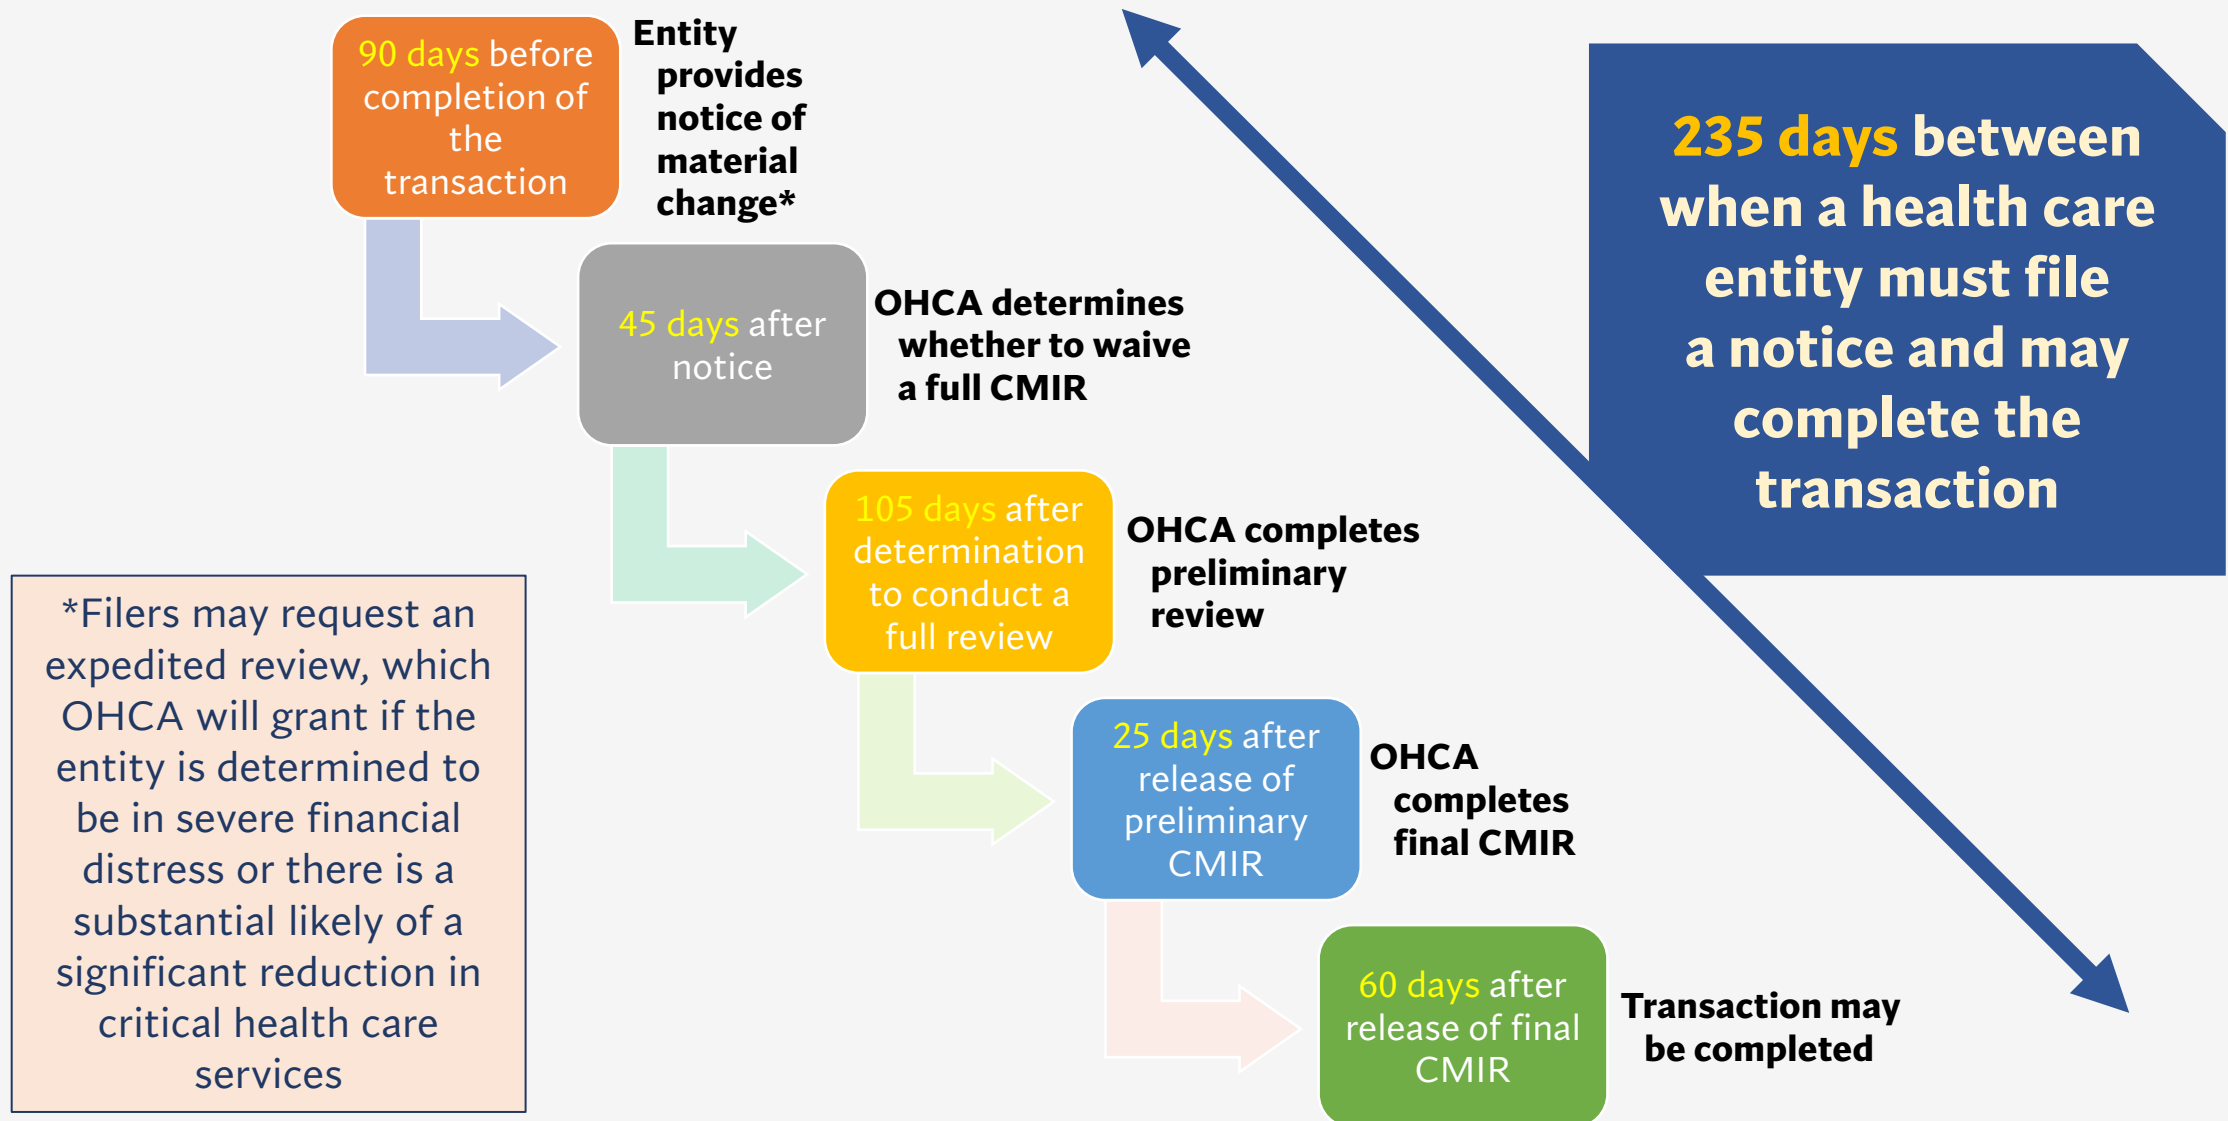 90 days before
completion of
the
transaction
Entity
provides
notice of
material
change*
45 days after
notice
OHCA determines
whether to waive
a full CMIR
105 days after
determination
to conduct a
full review
OHCA completes
preliminary
review
25 days after
release of
preliminary
CMIR
OHCA
completes
final CMIR
60 days after
release of final
CMIR
Transaction may
be completed
235 days between
when a health care
entity must file
a notice and may
complete the
transaction
*Filers may request an
expedited review, which
OHCA will grant if the
entity is determined to
be in severe financial
distress or there is a
substantial likely of a
significant reduction in
critical health care
services